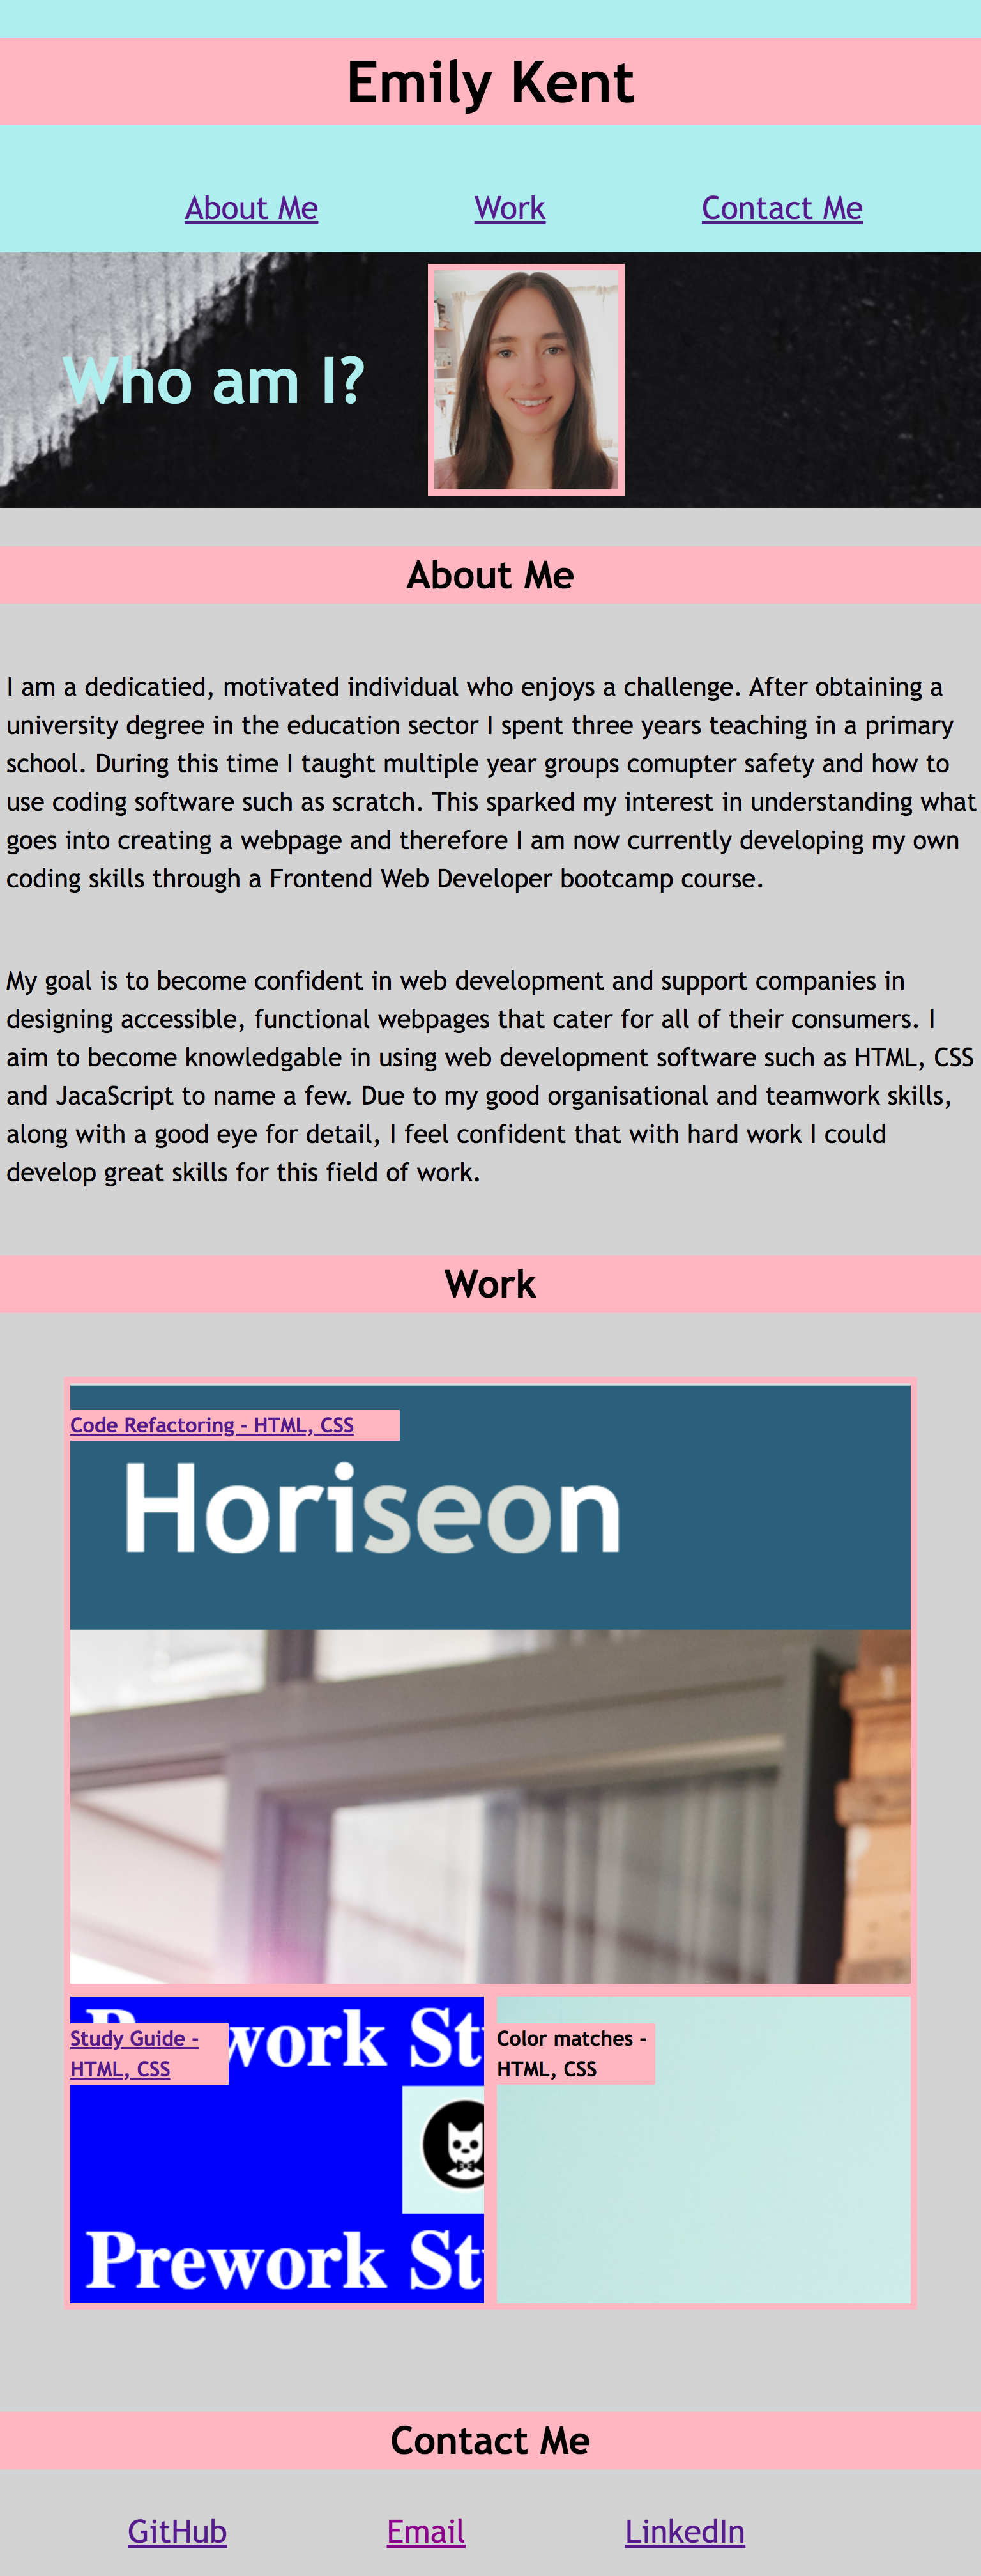 Emily Kent
About Me
Work
Contact Me
Who am I?
About Me
I am a dedicatied, motivated individual who enjoys a challenge. After obtaining a
university degree in the education sector I spent three years teaching in a primary
school. During this time I taught multiple year groups comupter safety and how to
use coding software such as scratch. This sparked my interest in understanding what
goes into creating a webpage and therefore I am now currently developing my own
coding skills through a Frontend Web Developer bootcamp course.
My goal is to become confident in web development and support companies in
designing accessible, functional webpages that cater for all of their consumers. I
aim to become knowledgable in using web development software such as HTML, CSS
and JacaScript to name a few. Due to my good organisational and teamwork skills,
along with a good eye for detail, I feel confident that with hard work I could
develop great skills for this field of work.
Work
Code Refactoring - HTML, CSS
Horiseon
Study Guide -
HTML, CSS
work St
Color matches -
HTML, CSS
Prework St
Contact Me
GitHub
Email
LinkedIn